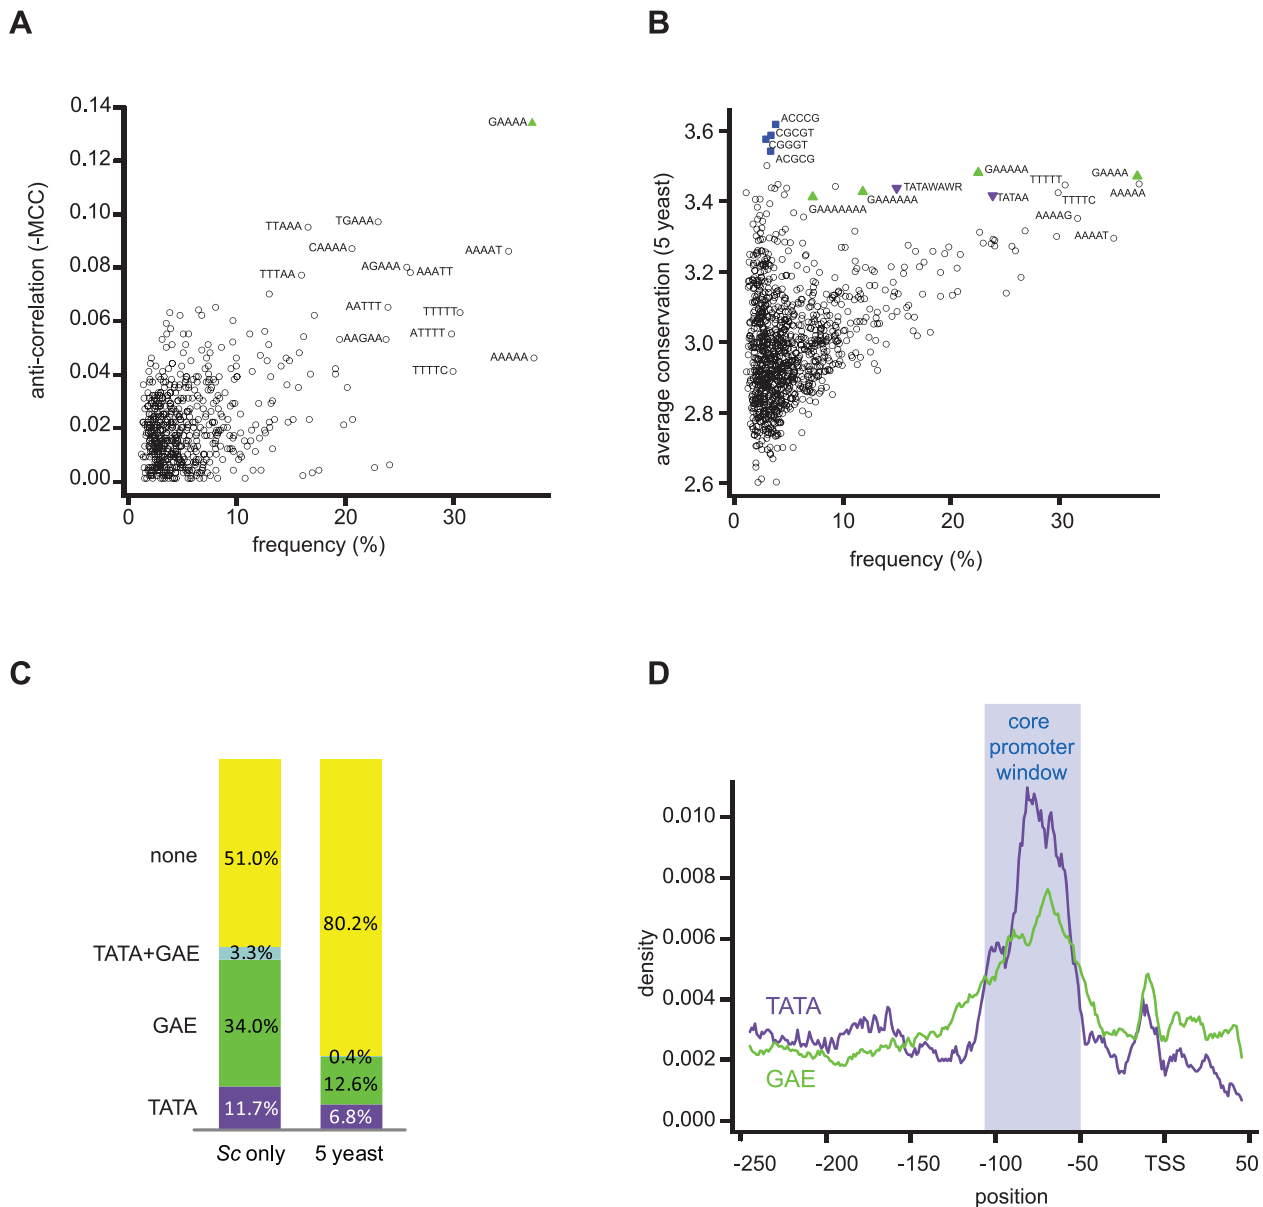 A
0.14
0.12
0.10
0.08
0.06
0.04
0.02
0.00
anti-correlation (-MCC)
GAAAA
TGAAA
TTAAA
CAAAA
AAAAT
AGAAA
AAATT
TTTAA
AATTT
TTTTT
ATTTT
AAGAA
AAAAA
TTTTC
0
10
20
30
frequency (%)
B
3.6
3.4
3.2
3.0
2.8
2.6
average conservation (5 yeast)
ACCCG
CGCGT
CGGGT
ACGCG
GAAAAA
GAAAA
TTTTT
AAAAA
TATAWAWR
GAAAAAA
TATAA
TTTTC
GAAAAAAA
AAAAG
AAAAT
0
10
20
30
frequency (%)
C
none
TATA+GAE
GAE
TATA
51.0%
3.3%
34.0%
11.7%
80.2%
0.4%
12.6%
6.8%
Sc only
5 yeast
D
core
promoter
window
0.010
0.008
0.006
0.004
0.002
0.000
density
TATA
GAE
-250
-200
-150
-100
-50
TSS
50
position